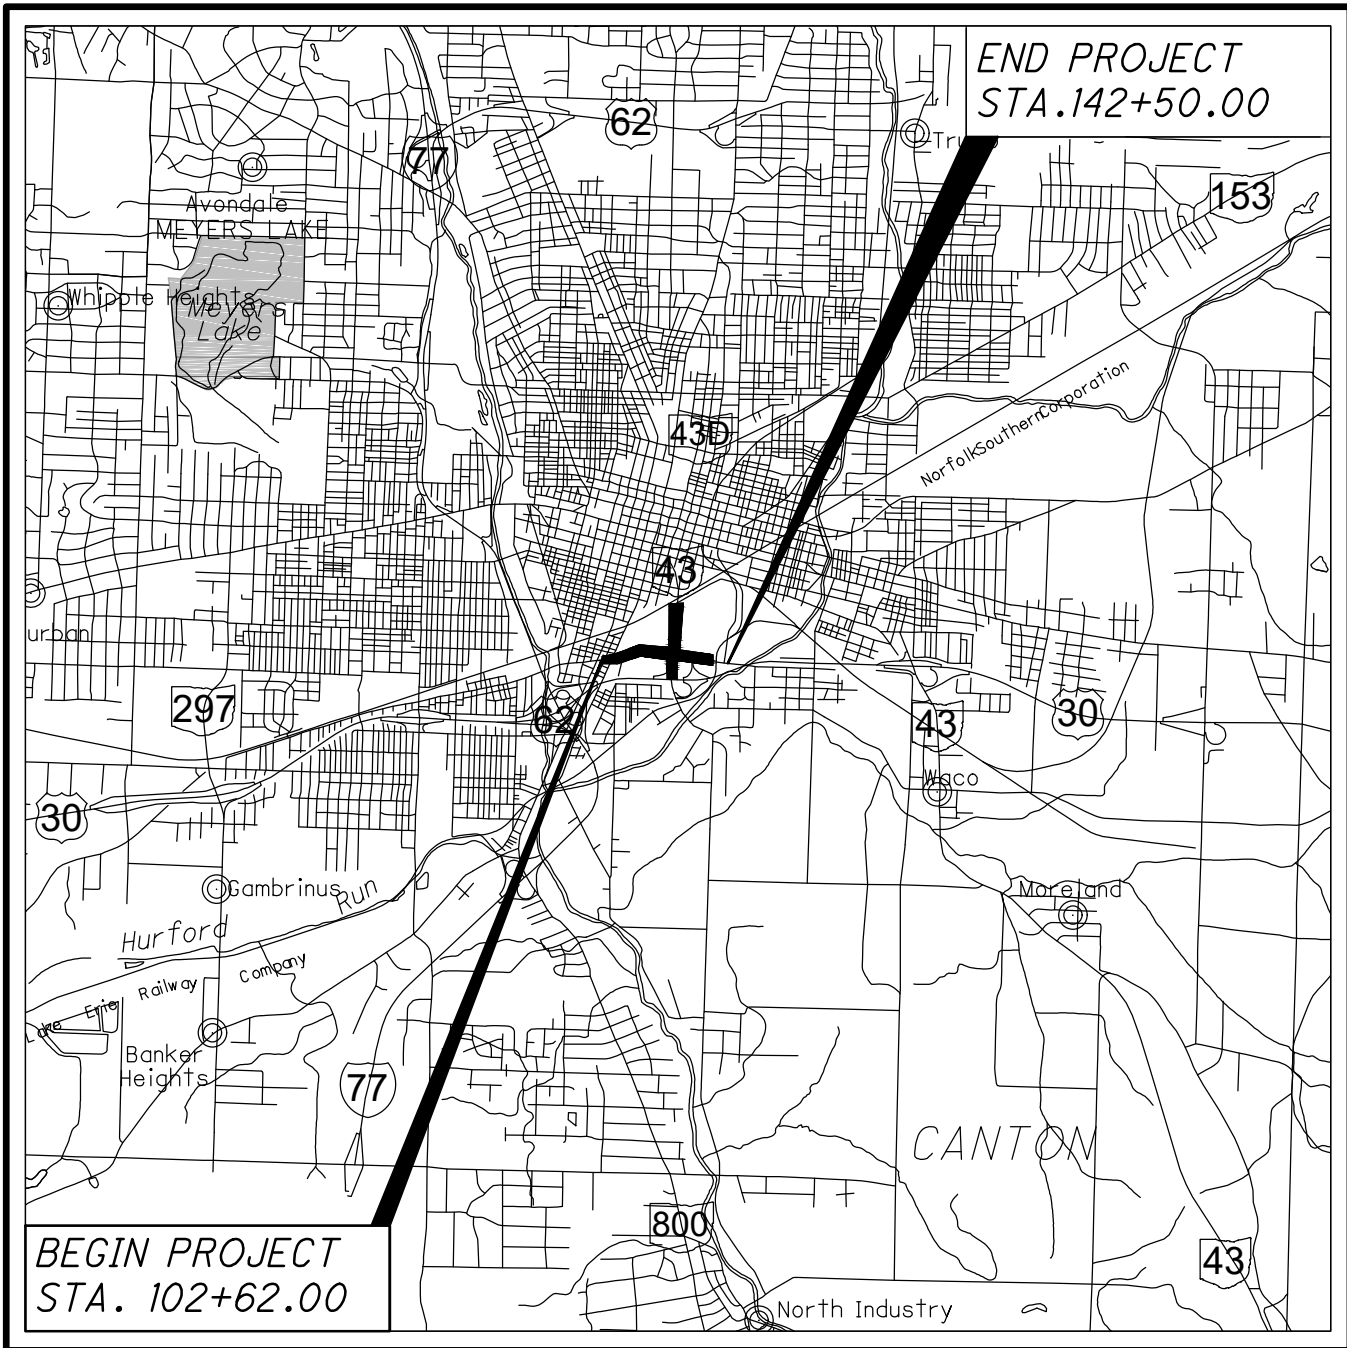 END PROJECT
STA.142+50.00
62
77
153
Avondale
MEYERS LAKE
Whipple Heights
Meyers
Lake
NorfolkSouthernCorporation
43D
43
urban
297
62
43
30
Waco
30
Gambrinus
Moreland
Hurford Run
Lake Erie Railway Company
Banker
Heights
77
CANTON
800
43
BEGIN PROJECT
STA. 102+62.00
North Industry